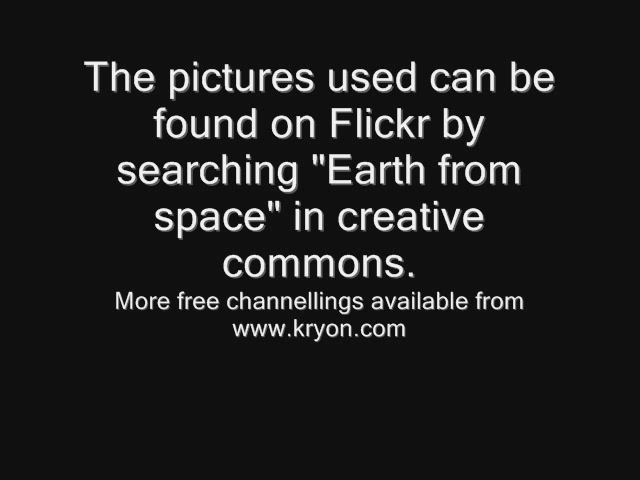 The pictures used can be
found on Flickr by
searching "Earth from
space" in creative
commons.
More free channellings available from
www.kryon.com